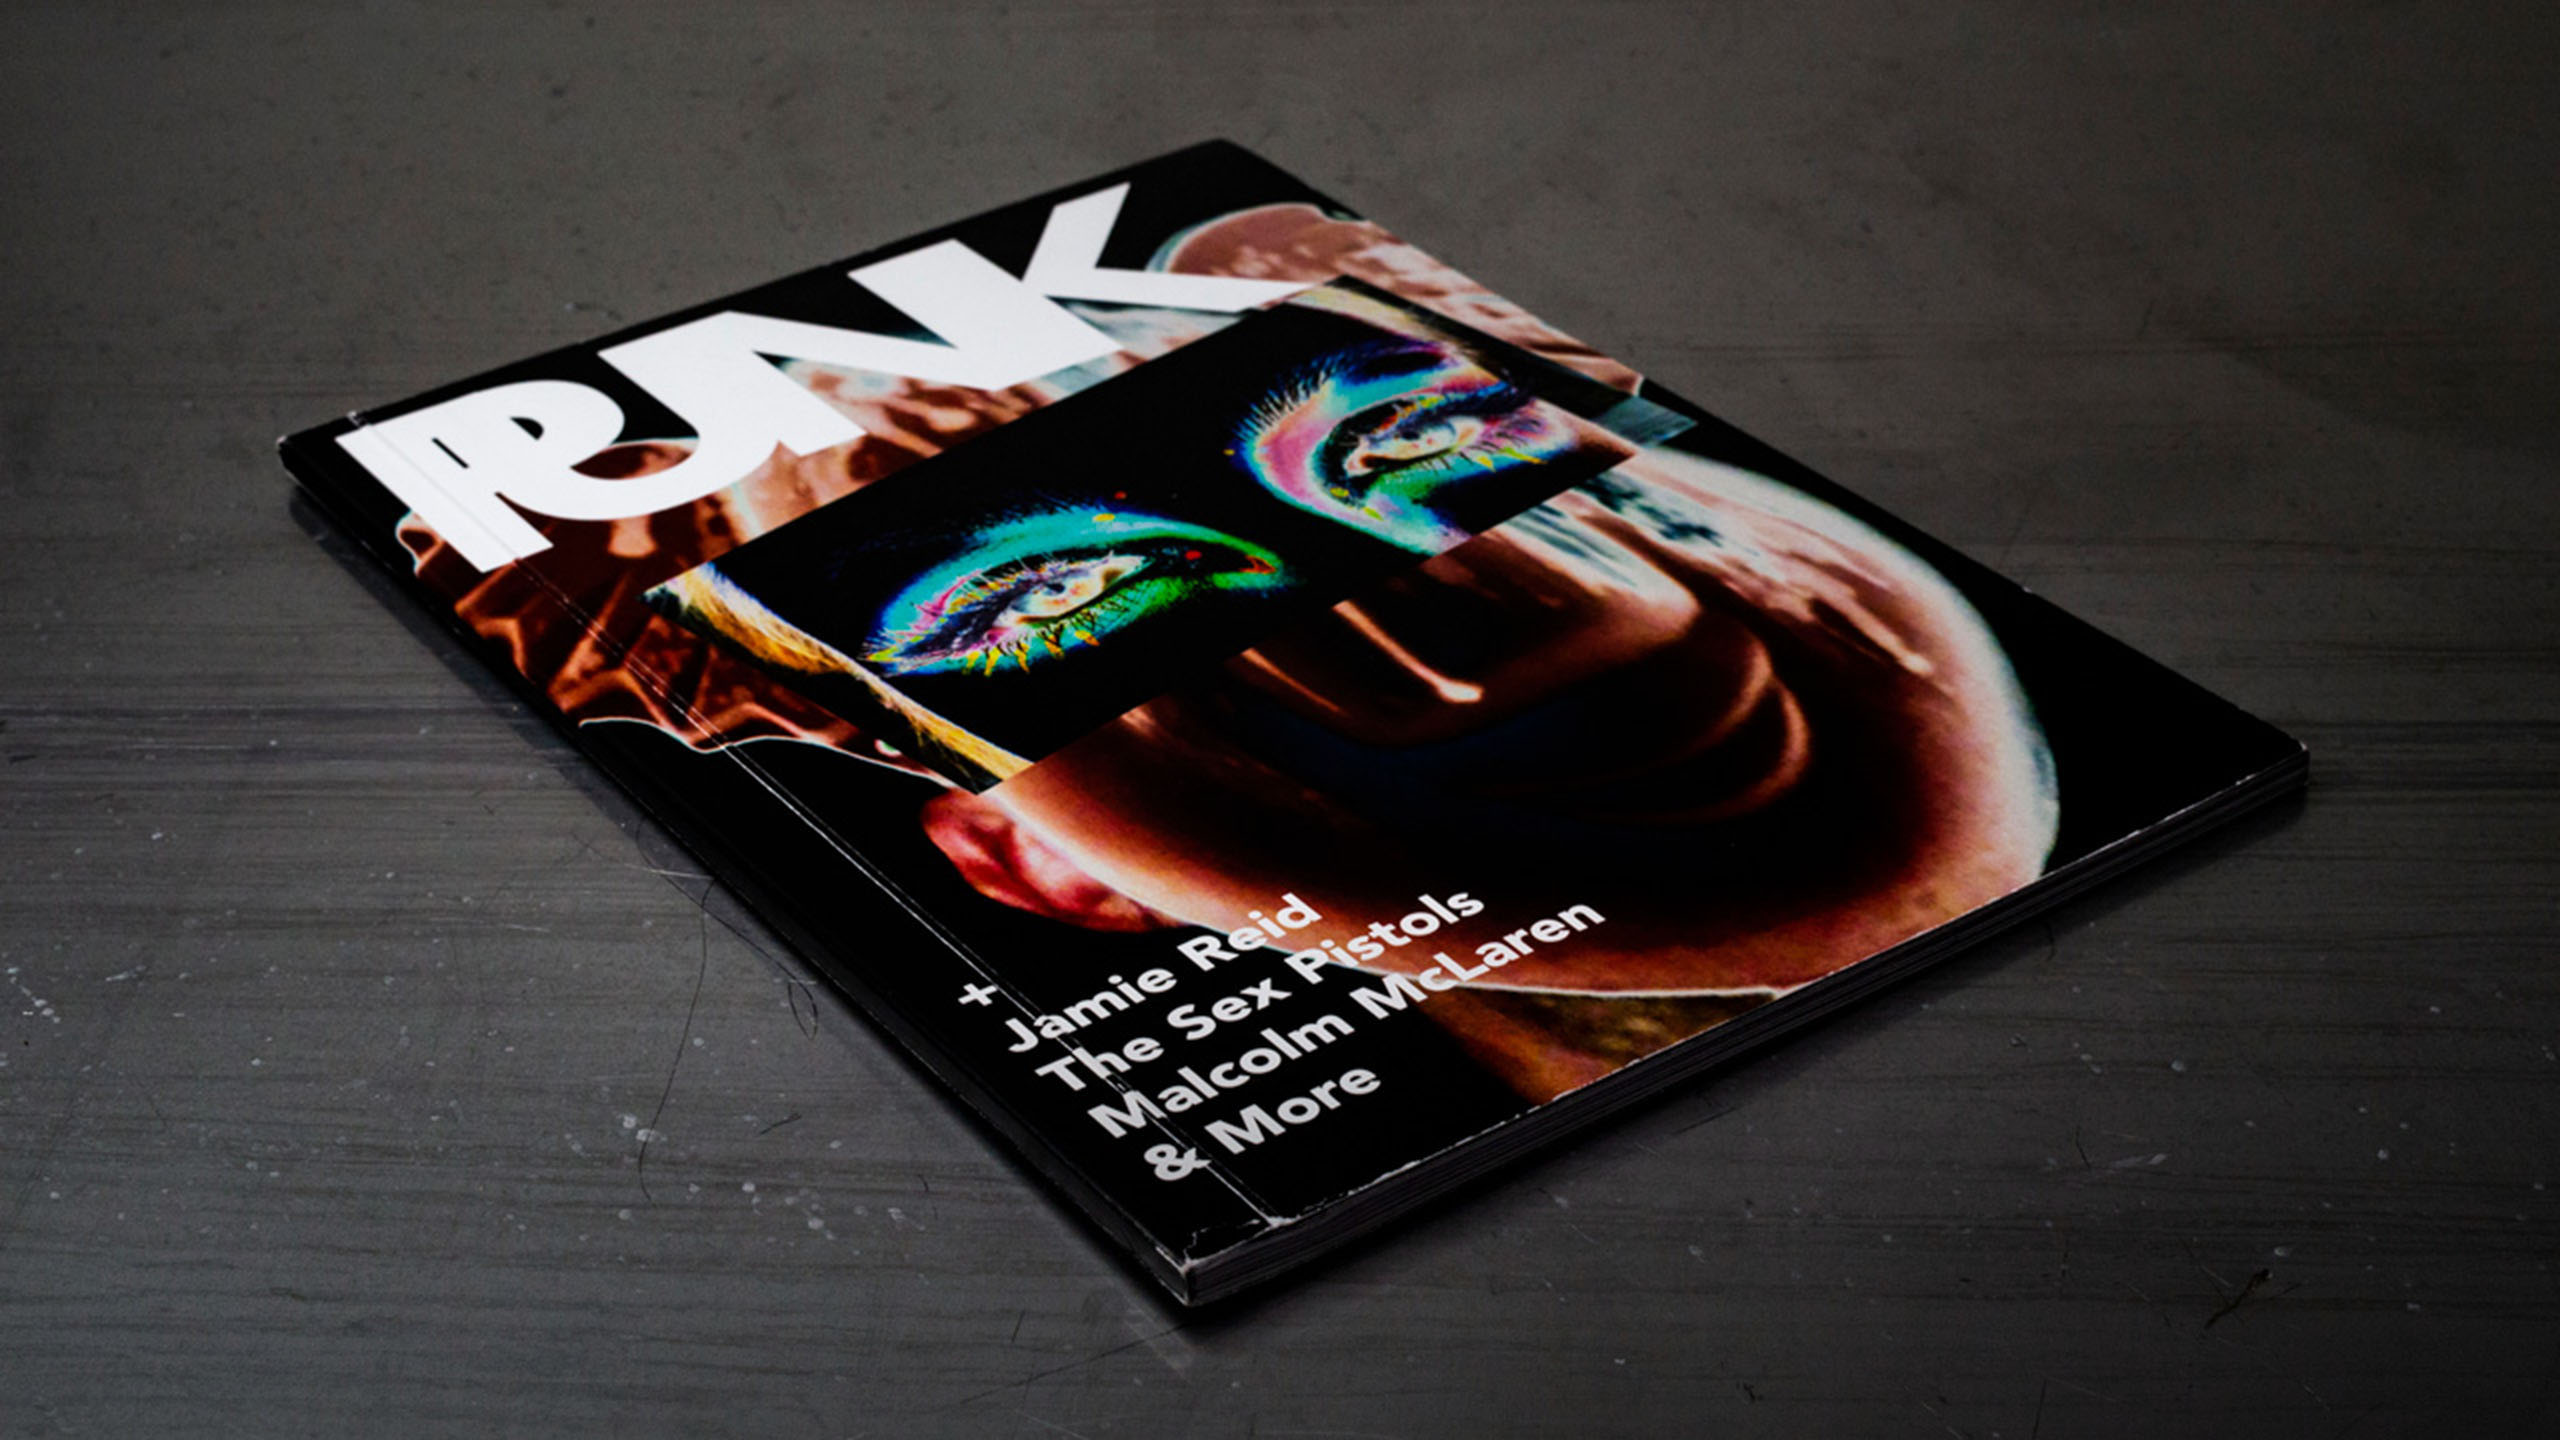 PUNK
+
Jamie Reid
The Sex Pistols
Malcolm McLaren
& More